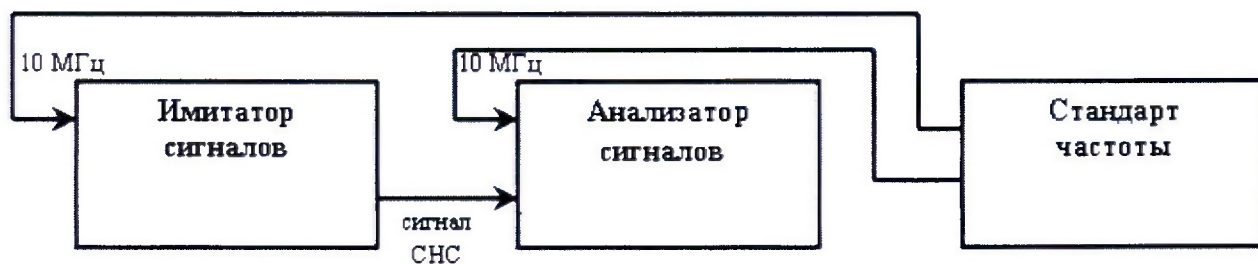 10 МГц
10 МГц
Имитатор
сигналов
Анализатор
сигналов
Стандарт
частоты
сигнал
СНС